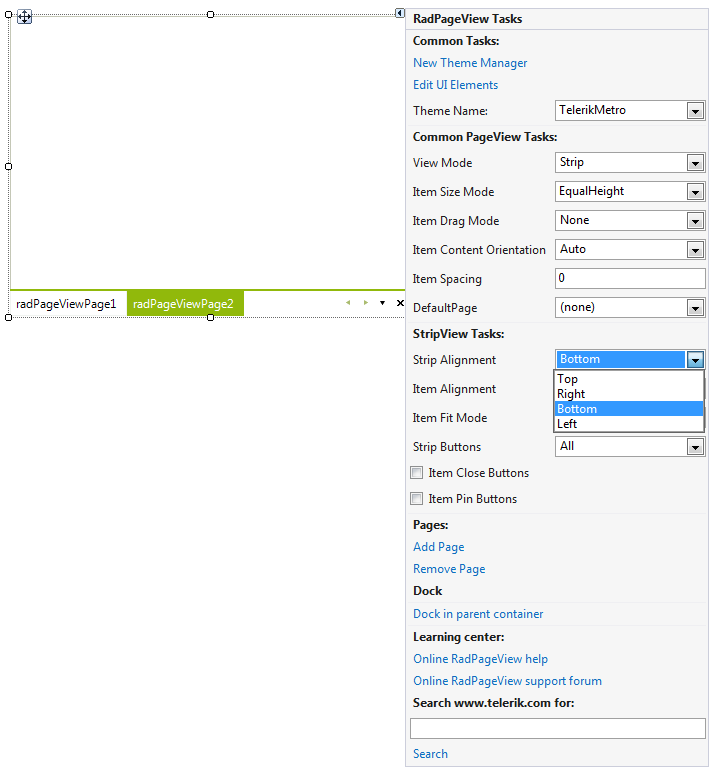 RadPageView Tasks
Common Tasks:
New Theme Manager
Edit UI Elements
Theme Name: TelerikMetro
Common PageView Tasks:
View Mode Strip
Item Size Mode EqualHeight
Item Drag Mode None
Item Content Orientation Auto
Item Spacing 0
DefaultPage (none)
radPageViewPage1 radPageViewPage2
StripView Tasks:
Strip Alignment Bottom
Top
Item Alignment
Right
Bottom
Item Fit Mode
Left
Strip Buttons All
Item Close Buttons
Item Pin Buttons
Pages:
Add Page
Remove Page
Dock
Dock in parent container
Learning center:
Online RadPageView help
Online RadPageView support forum
Search www.telerik.com for:
Search